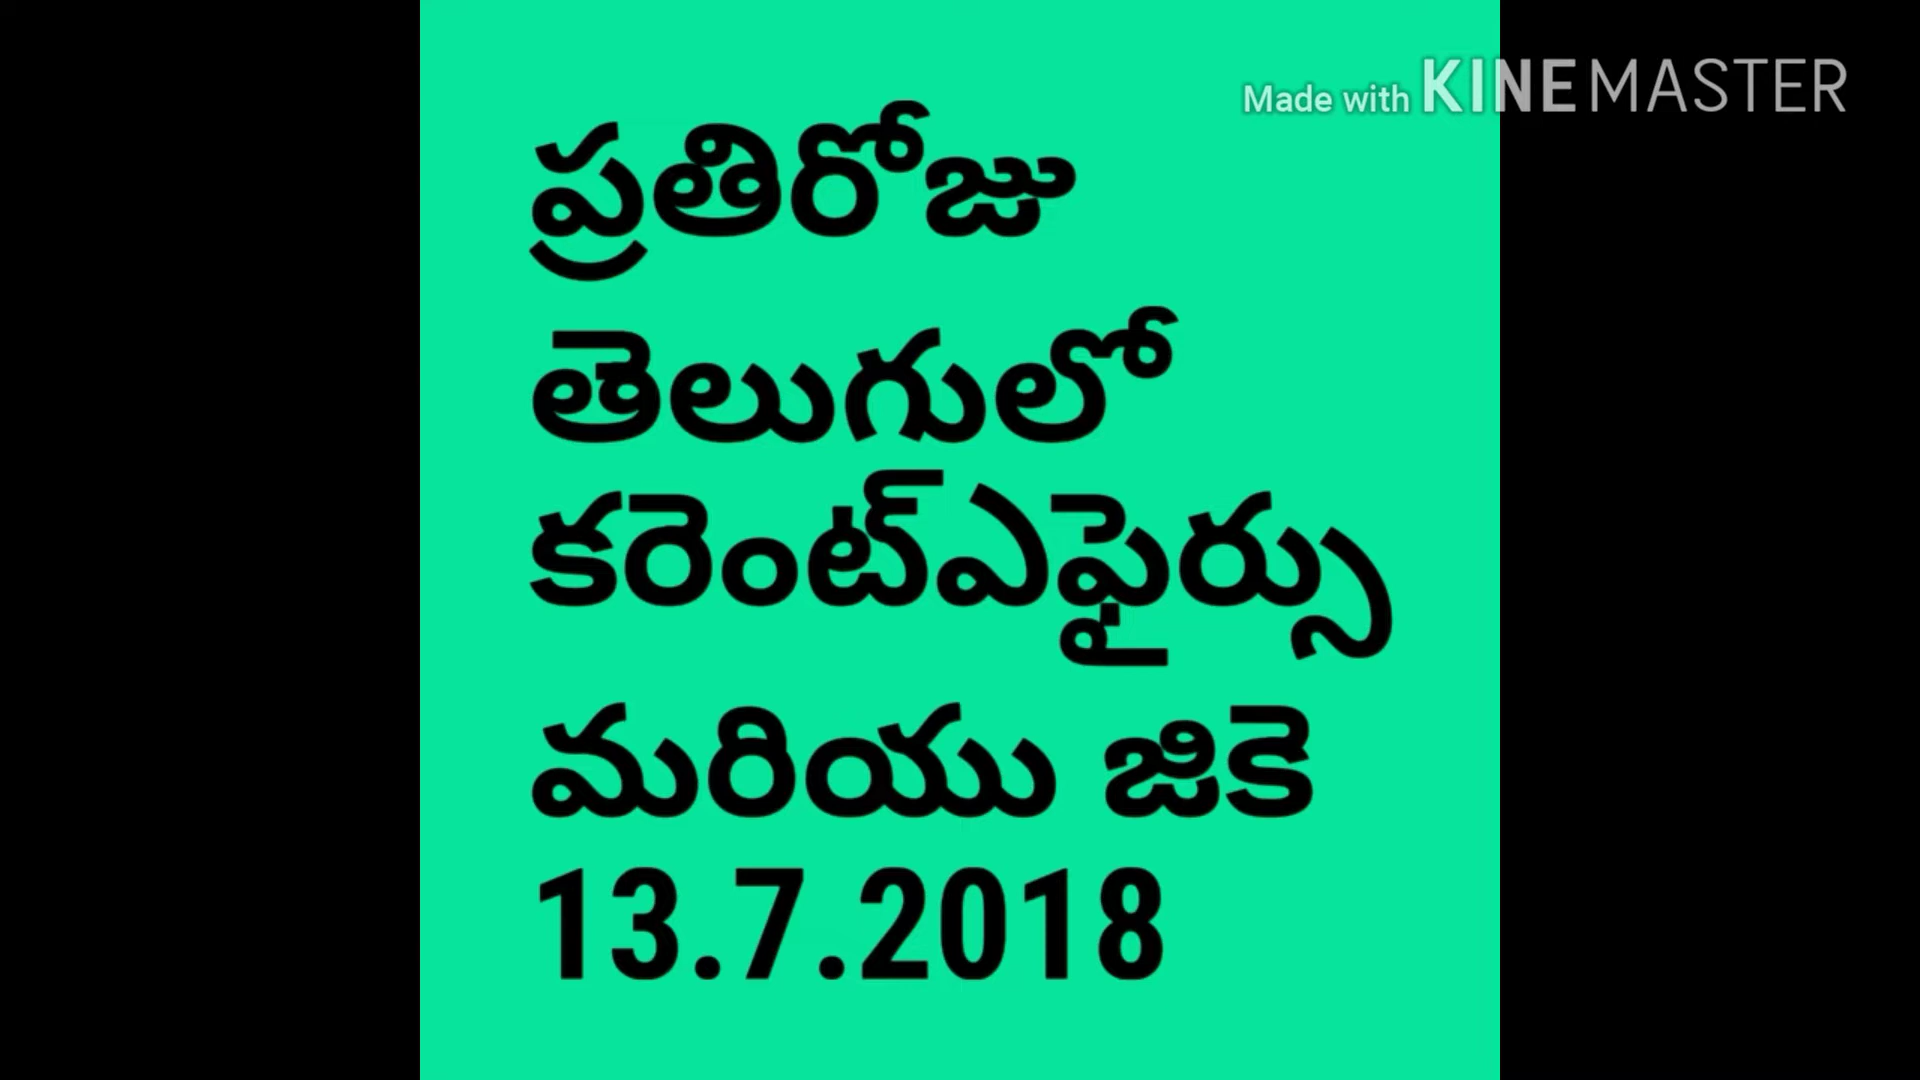 Made with KINEMASTER
ప్రతిరోజు
తెలుగులో
కరెంట్ఎఫైర్సు
మరియు జికె
13.7.2018